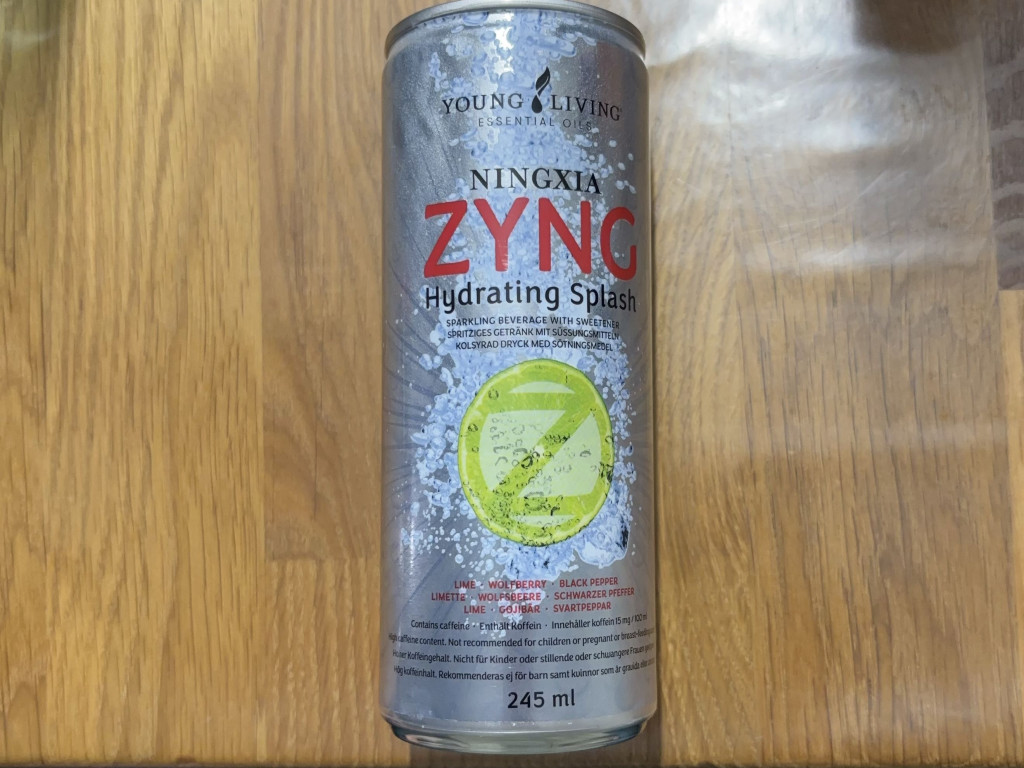 YOUNG LIVING®
ESSENTIAL OILS
NINGXIA
ZYNG
Hydrating Splash
SPARKLING BEVERAGE WITH SWEETENER
SPRITZIGES GETRÄNK MIT SÜSSUNGSMITTELN
KOLSYRAD DRYCK MED SÖTNINGSMEDEL
LIME · WOLFBERRY · BLACK PEPPER
LIMETTE · WOLFSBEERE · SCHWARZER PFEFFER
LIME · GOJIBÄR · SVARTPEPPAR
Contains caffeine · Enthält Koffein · Innehåller koffein 15 mg / 100 ml
caffeine content. Not recommended for children or pregnant or breast-feeding
Koffeingehalt. Nicht für Kinder oder stillende oder schwangere Frauen
Hög koffeinhalt. Rekommenderas ej för barn samt kvinnor som är gravida
245 ml